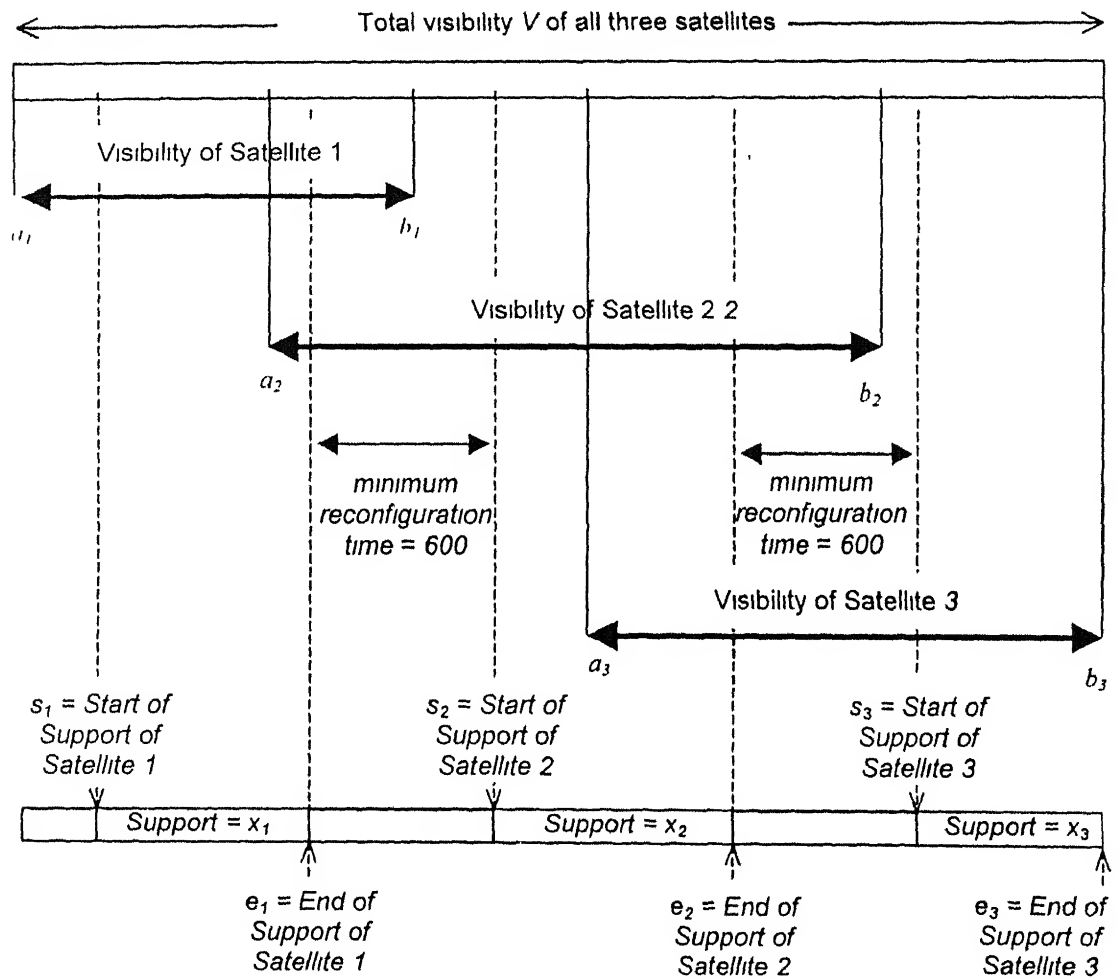 Total visibility V of all three satellites
Visibility of Satellite 1
b₁
Visibility of Satellite 2 2
a₂
b₂
minimum
reconfiguration
time = 600
minimum
reconfiguration
time = 600
Visibility of Satellite 3
a₃
b₃
s₁ = Start of
Support of
Satellite 1
s₂ = Start of
Support of
Satellite 2
s₃ = Start of
Support of
Satellite 3
Support = x₁
Support = x₂
Support = x₃
e₁ = End of
Support of
Satellite 1
e₂ = End of
Support of
Satellite 2
e₃ = End of
Support of
Satellite 3